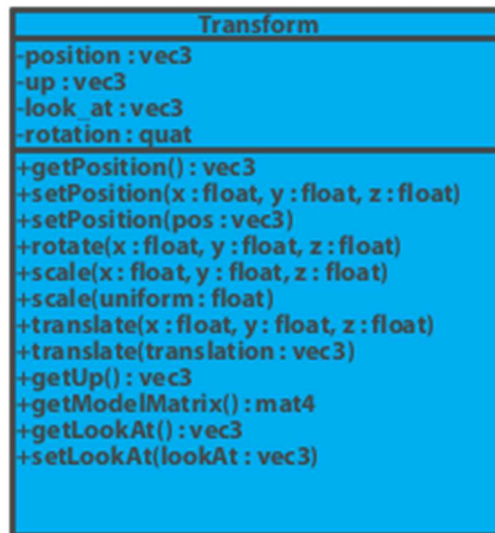 Transform
-position : vec3
-up : vec3
-look_at : vec3
-rotation : quat
+getPosition() : vec3
+setPosition(x : float, y : float, z : float)
+setPosition(pos : vec3)
+rotate(x : float, y : float, z : float)
+scale(x : float, y : float, z : float)
+scale(uniform : float)
+translate(x : float, y : float, z : float)
+translate(translation : vec3)
+getUp() : vec3
+getModelMatrix() : mat4
+getLookAt() : vec3
+setLookAt(lookAt : vec3)